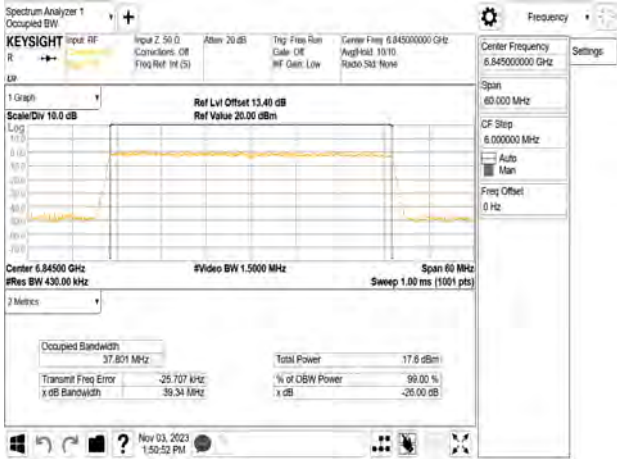 Spectrum Analyzer 1
Occupied BW
+
Frequency
KEYSIGHT
Input: RF
Input Z: 50 Ω
Atten: 20 dB
Trig: Free Run
Center Freq: 6.845000000 GHz
R
Corrections: Off
Gate: Off
Avg|Hold: 10/10
Freq Ref: Int (S)
#IF Gain: Low
Radio Std: None
Center Frequency
6.845000000 GHz
Settings
Span
60.000 MHz
CF Step
6.000000 MHz
Auto
Man
Freq Offset
0 Hz
1 Graph
Scale/Div 10.0 dB
Ref Lvl Offset 13.40 dB
Ref Value 20.00 dBm
Log
10.0
0.00
Center 6.84500 GHz
#Video BW 1.5000 MHz
Span 60 MHz
#Res BW 430.00 kHz
Sweep 1.00 ms (1001 pts)
2 Metrics
Occupied Bandwidth
37.801 MHz
Total Power
17.6 dBm
Transmit Freq Error
-25.707 kHz
% of OBW Power
99.00 %
x dB Bandwidth
39.34 MHz
x dB
-26.00 dB
?
Nov 03, 2023
1:50:52 PM